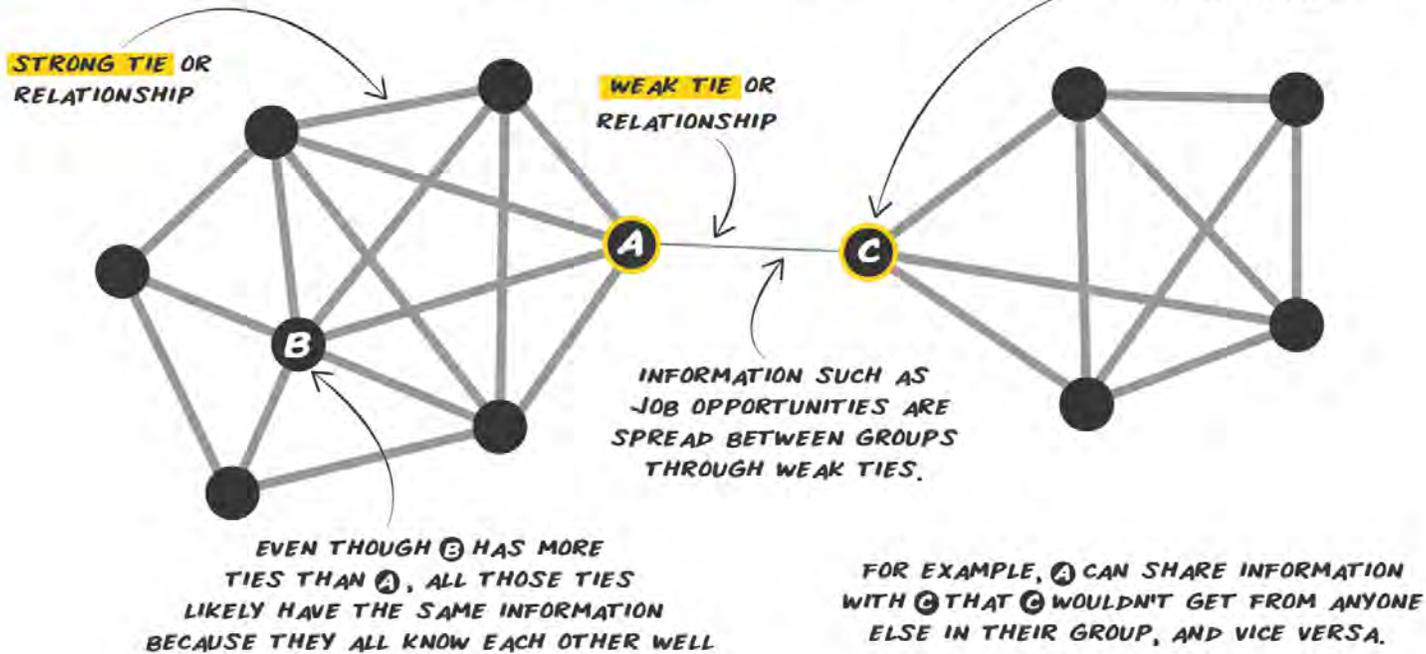 STRONG TIE OR
RELATIONSHIP
WEAK TIE OR
RELATIONSHIP
A
C
B
INFORMATION SUCH AS
JOB OPPORTUNITIES ARE
SPREAD BETWEEN GROUPS
THROUGH WEAK TIES.
EVEN THOUGH B HAS MORE
TIES THAN A, ALL THOSE TIES
LIKELY HAVE THE SAME INFORMATION
BECAUSE THEY ALL KNOW EACH OTHER WELL
FOR EXAMPLE, A CAN SHARE INFORMATION
WITH C THAT C WOULDN'T GET FROM ANYONE
ELSE IN THEIR GROUP, AND VICE VERSA.